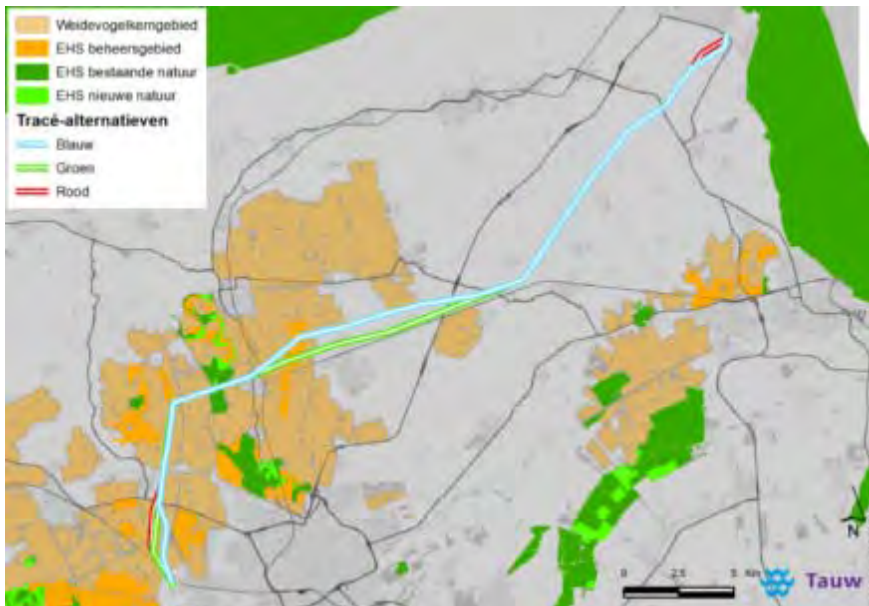 Weidevogelkerngebied
EHS beheersgebied
EHS bestaande natuur
EHS nieuwe natuur
Tracé-alternatieven
Blauw
Groen
Rood
N
0 2.5 5 Km
Tauw